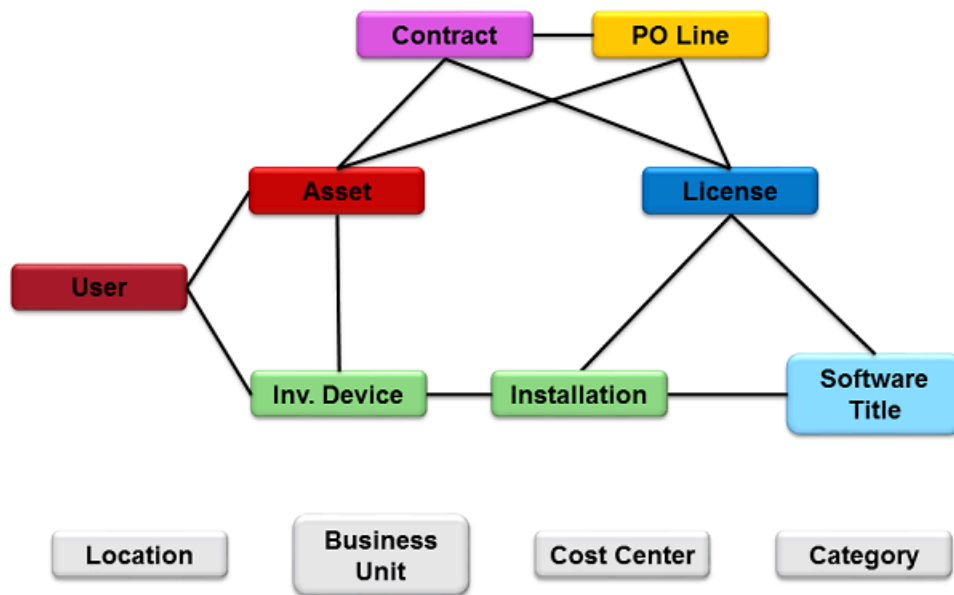 Contract
PO Line
Asset
License
User
Inv. Device
Installation
Software
Title
Location
Business
Unit
Cost Center
Category